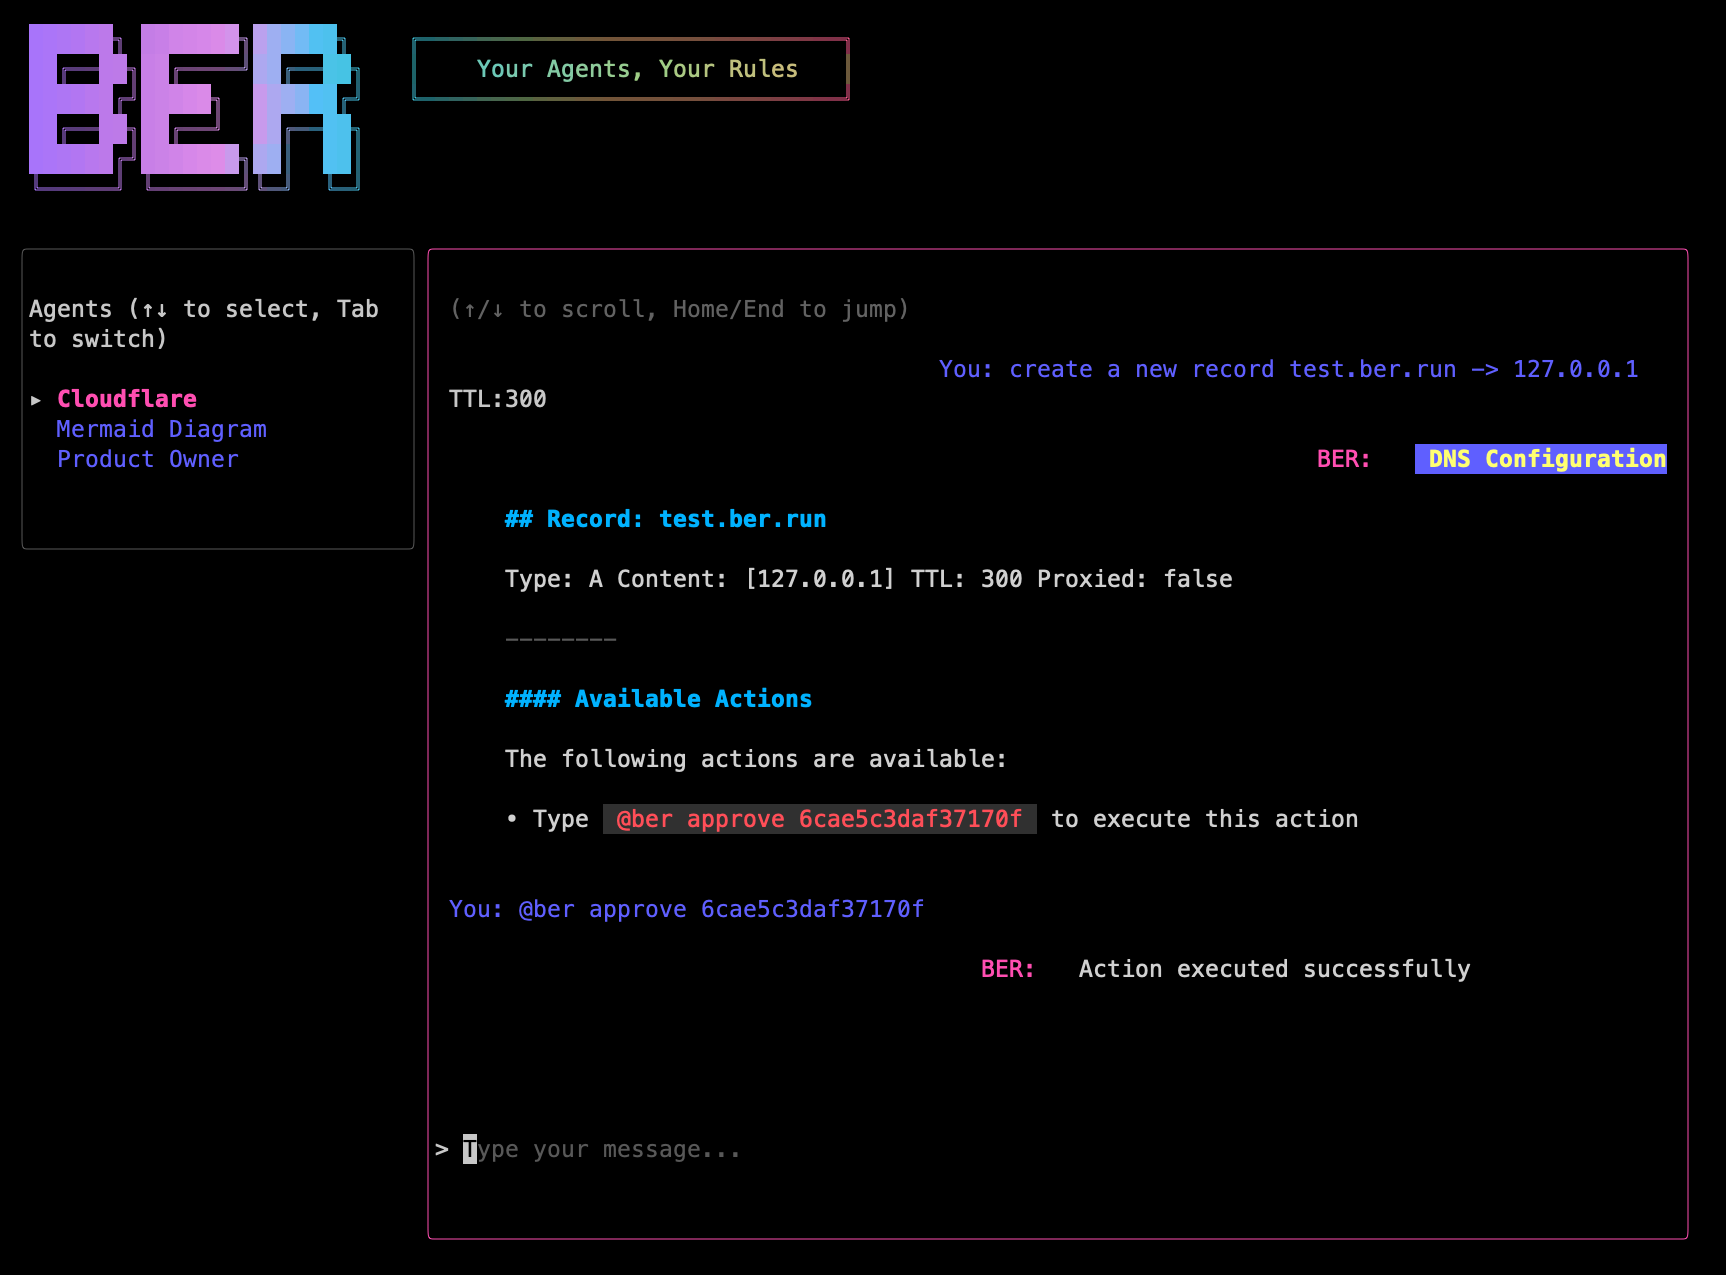 BER
Your Agents, Your Rules
Agents (↑↓ to select, Tab
to switch)
▸ Cloudflare
Mermaid Diagram
Product Owner
(↑/↓ to scroll, Home/End to jump)
You: create a new record test.ber.run -> 127.0.0.1
TTL:300
BER: DNS Configuration
## Record: test.ber.run
Type: A Content: [127.0.0.1] TTL: 300 Proxied: false
--------
#### Available Actions
The following actions are available:
• Type @ber approve 6cae5c3daf37170f to execute this action
You: @ber approve 6cae5c3daf37170f
BER: Action executed successfully
> Type your message...